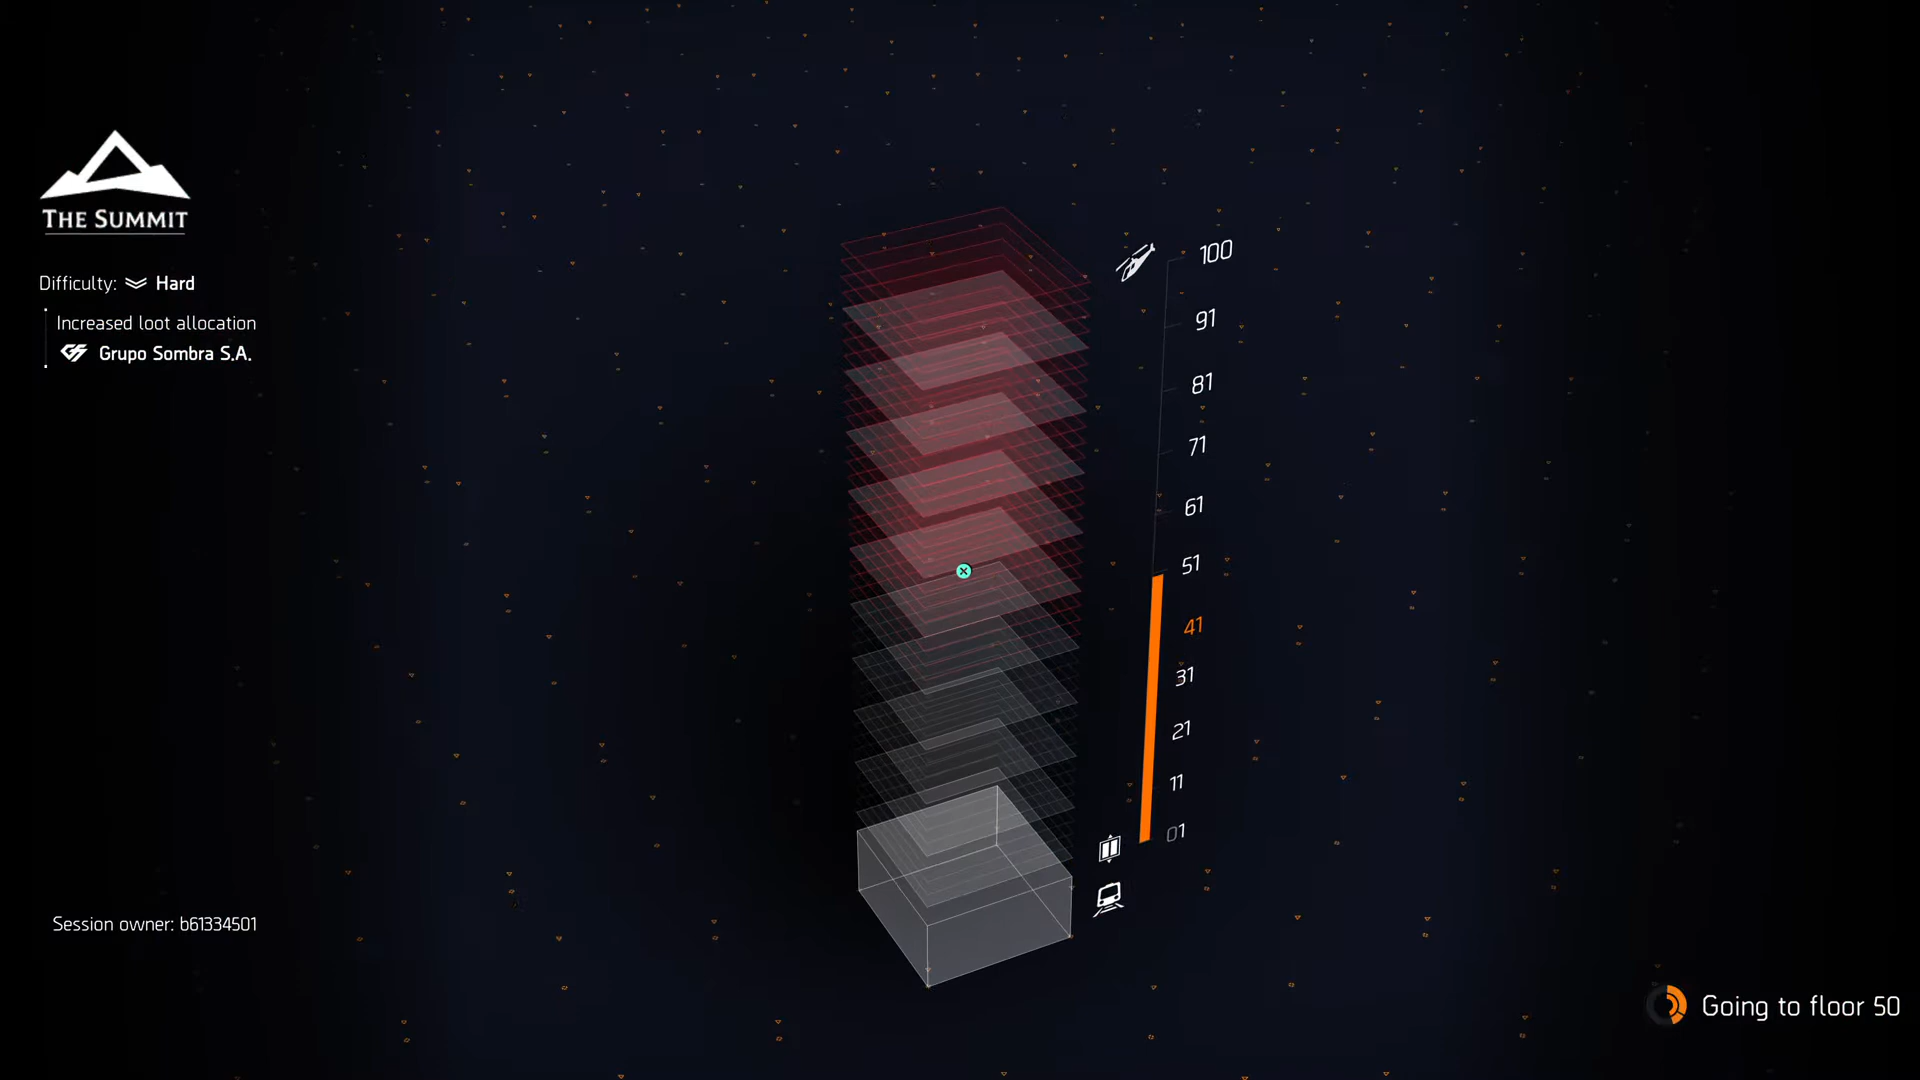 THE SUMMIT
Difficulty: Hard
Increased loot allocation
Grupo Sombra S.A.
100
91
81
71
61
51
41
31
21
11
01
Session owner: b61334501
Going to floor 50